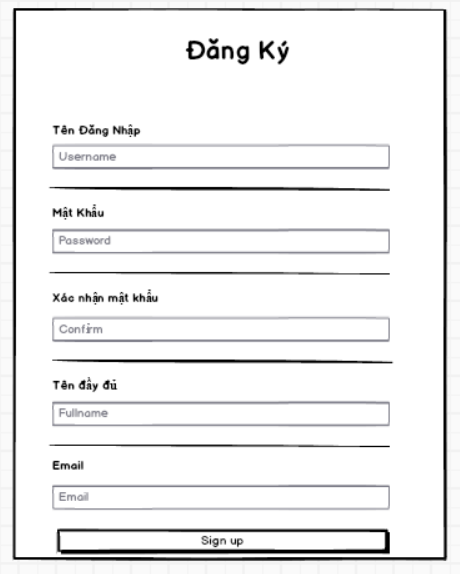 Đăng Ký
Tên Đăng Nhập
Username
Mật Khẩu
Password
Xác nhận mật khẩu
Confirm
Tên đầy đủ
Fullname
Email
Email
Sign up